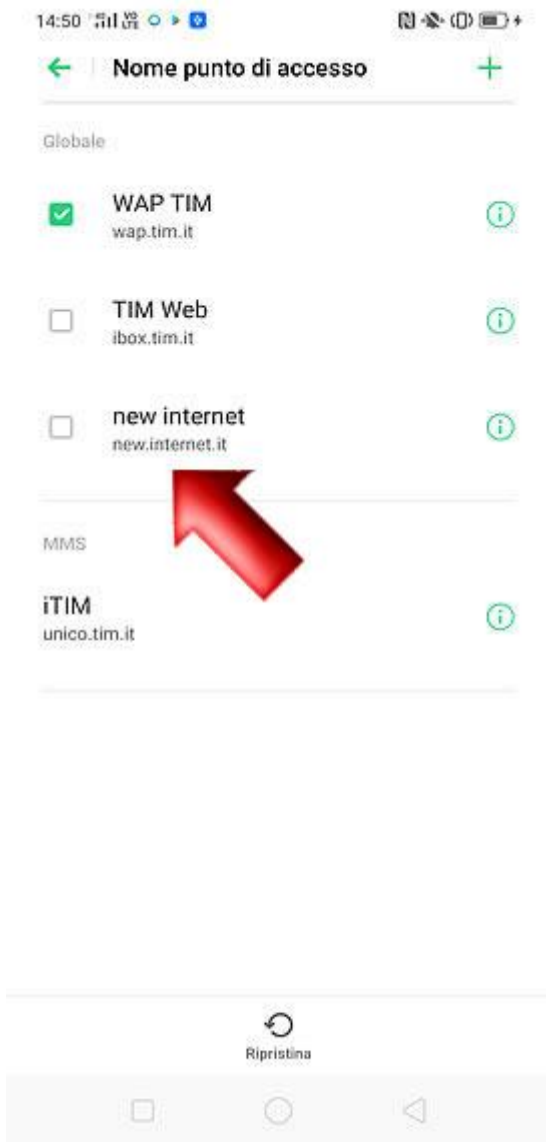 14:50
Nome punto di accesso
Globale
WAP TIM
wap.tim.it
TIM Web
ibox.tim.it
new internet
new.internet.it
MMS
iTIM
unico.tim.it
Ripristina